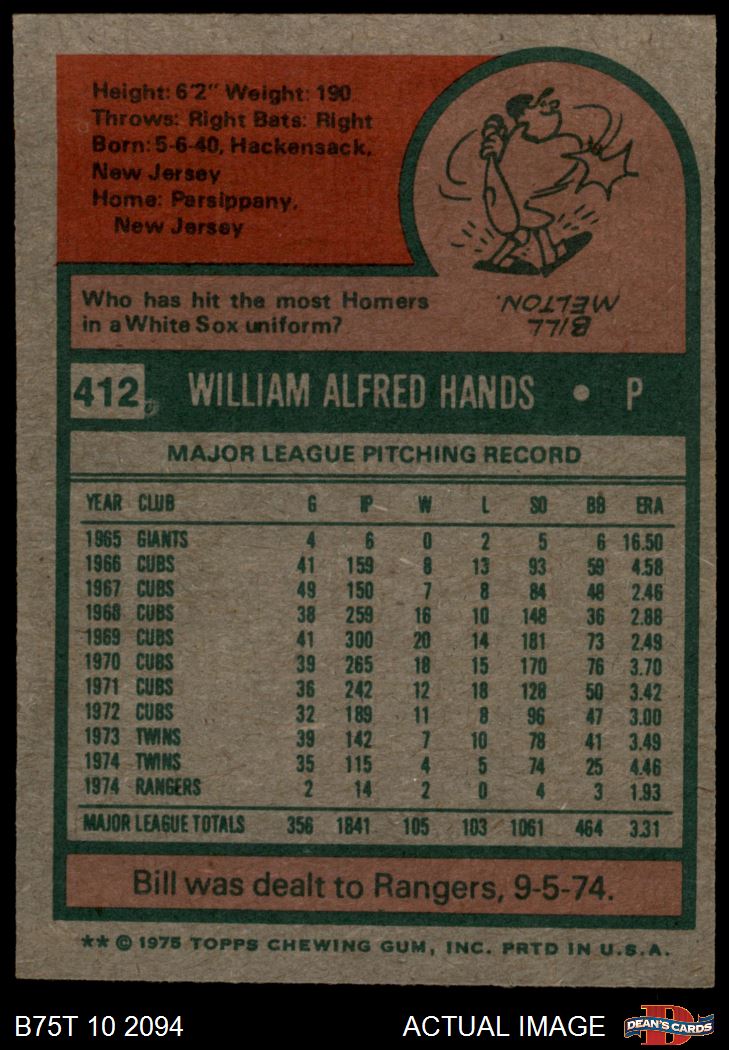 Height: 6'2" Weight: 190
Throws: Right Bats: Right
Born: 5-6-40, Hackensack,
New Jersey
Home: Parsippany,
New Jersey
Who has hit the most Homers
in a White Sox uniform?
BILL
MELTON.
412 WILLIAM ALFRED HANDS • P
MAJOR LEAGUE PITCHING RECORD
YEAR CLUB G IP W L SO BB ERA
1965 GIANTS 4 6 0 2 5 6 16.50
1966 CUBS 41 159 8 13 93 59 4.58
1967 CUBS 49 150 7 8 84 48 2.46
1968 CUBS 38 259 16 10 148 36 2.88
1969 CUBS 41 300 20 14 181 73 2.49
1970 CUBS 39 265 18 15 170 76 3.70
1971 CUBS 36 242 12 18 128 50 3.42
1972 CUBS 32 189 11 8 96 47 3.00
1973 TWINS 39 142 7 10 78 41 3.49
1974 TWINS 35 115 4 5 74 25 4.46
1974 RANGERS 2 14 2 0 4 3 1.93
MAJOR LEAGUE TOTALS 356 1841 105 103 1061 464 3.31
Bill was dealt to Rangers, 9-5-74.
** © 1975 TOPPS CHEWING GUM, INC. PRTD IN U.S.A.
B75T 10 2094 ACTUAL IMAGE D DEAN'S CARDS